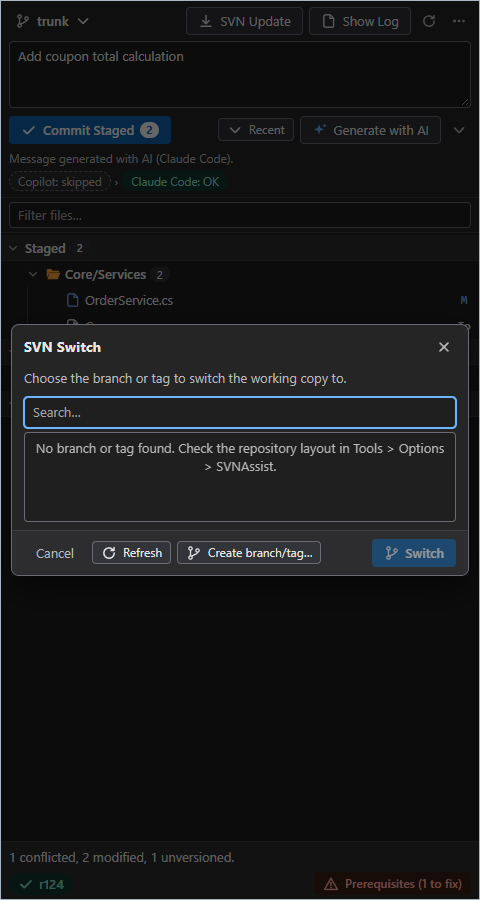 trunk
SVN Update
Show Log
Add coupon total calculation
Commit Staged 2
Recent
Generate with AI
Message generated with AI (Claude Code).
Copilot: skipped › Claude Code: OK
Filter files...
Staged 2
Core/Services 2
OrderService.cs M
SVN Switch
Choose the branch or tag to switch the working copy to.
Search...
No branch or tag found. Check the repository layout in Tools > Options
> SVNAssist.
Cancel
Refresh
Create branch/tag...
Switch
1 conflicted, 2 modified, 1 unversioned.
r124
Prerequisites (1 to fix)